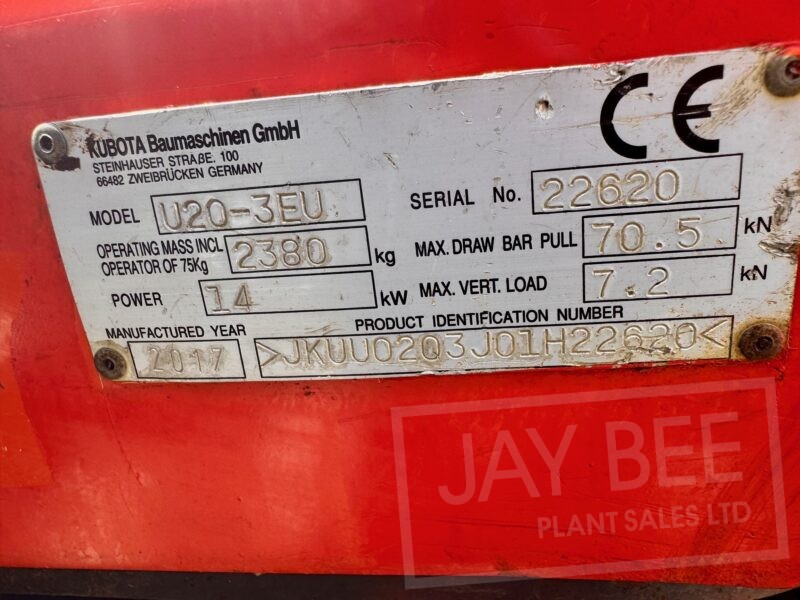 KUBOTA Baumaschinen GmbH
STEINHAUSER STRAßE. 100
66482 ZWEIBRÜCKEN GERMANY
CE
MODEL U20-3EU SERIAL No. 22620
OPERATING MASS INCL OPERATOR OF 75Kg 2380 kg MAX. DRAW BAR PULL 70.5 kN
POWER 14 kW MAX. VERT. LOAD 7.2 kN
MANUFACTURED YEAR PRODUCT IDENTIFICATION NUMBER
2017 >JKUU02Q3J01H22620<
JAY BEE
PLANT SALES LTD